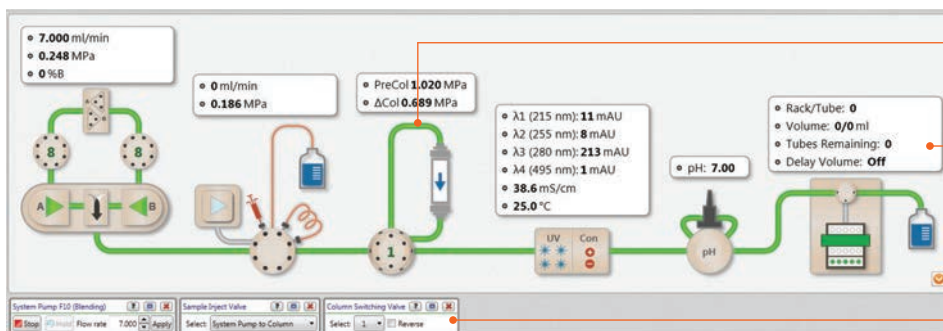 7.000 ml/min
0.248 MPa
0 %B
0 ml/min
0.186 MPa
PreCol 1.020 MPa
ΔCol 0.689 MPa
λ1 (215 nm): 11 mAU
λ2 (255 nm): 8 mAU
λ3 (280 nm): 213 mAU
λ4 (495 nm): 1 mAU
38.6 mS/cm
25.0 °C
pH: 7.00
Rack/Tube: 0
Volume: 0/0 ml
Tubes Remaining: 0
Delay Volume: Off
8
8
A
B
1
UV Con
pH
System Pump F10 (Blending)
Stop Hold Flow rate 7.000 Apply
Sample Inject Valve
Select: System Pump to Column
Column Switching Valve
Select: 1 Reverse